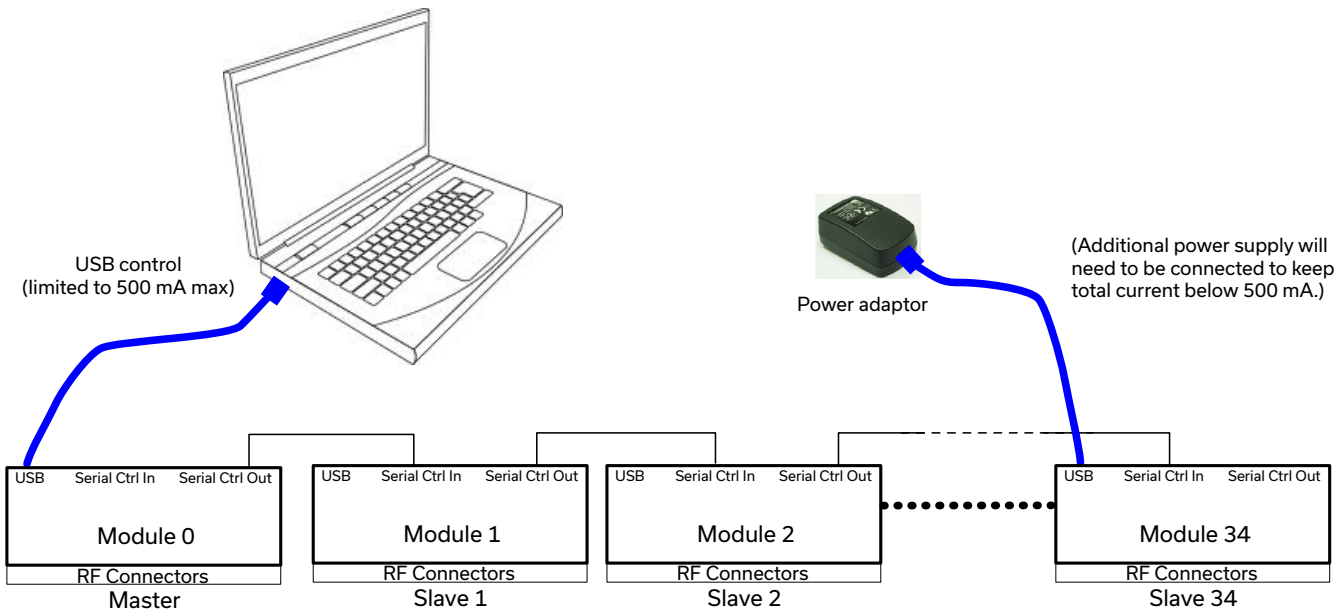 USB control
(limited to 500 mA max)
Power adaptor
(Additional power supply will
need to be connected to keep
total current below 500 mA.)
USB Serial Ctrl In Serial Ctrl Out
Module 0
RF Connectors
Master
USB Serial Ctrl In Serial Ctrl Out
Module 1
RF Connectors
Slave 1
USB Serial Ctrl In Serial Ctrl Out
Module 2
RF Connectors
Slave 2
USB Serial Ctrl In Serial Ctrl Out
Module 34
RF Connectors
Slave 34